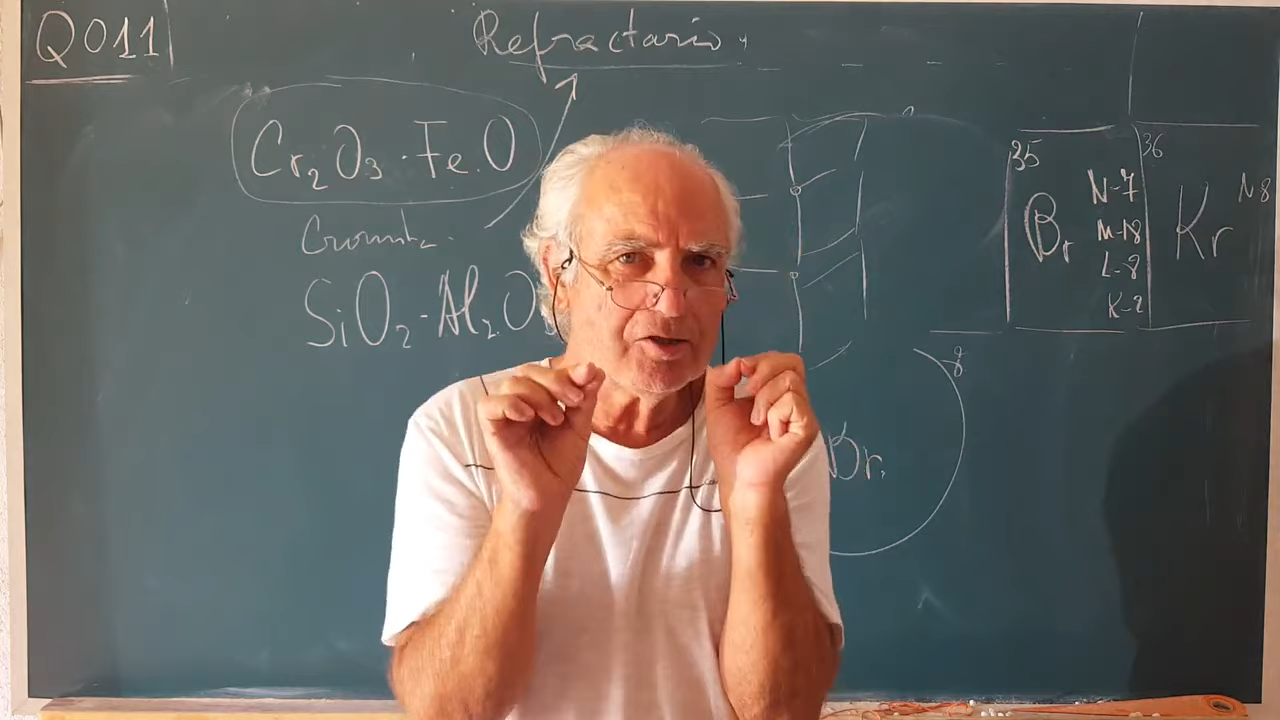 Q011
Refractario
Cr₂O₃·FeO
Cromita
SiO₂-Al₂O
35
Br
N-7
M-18
L-8
K-2
36
Kr
N8
Br